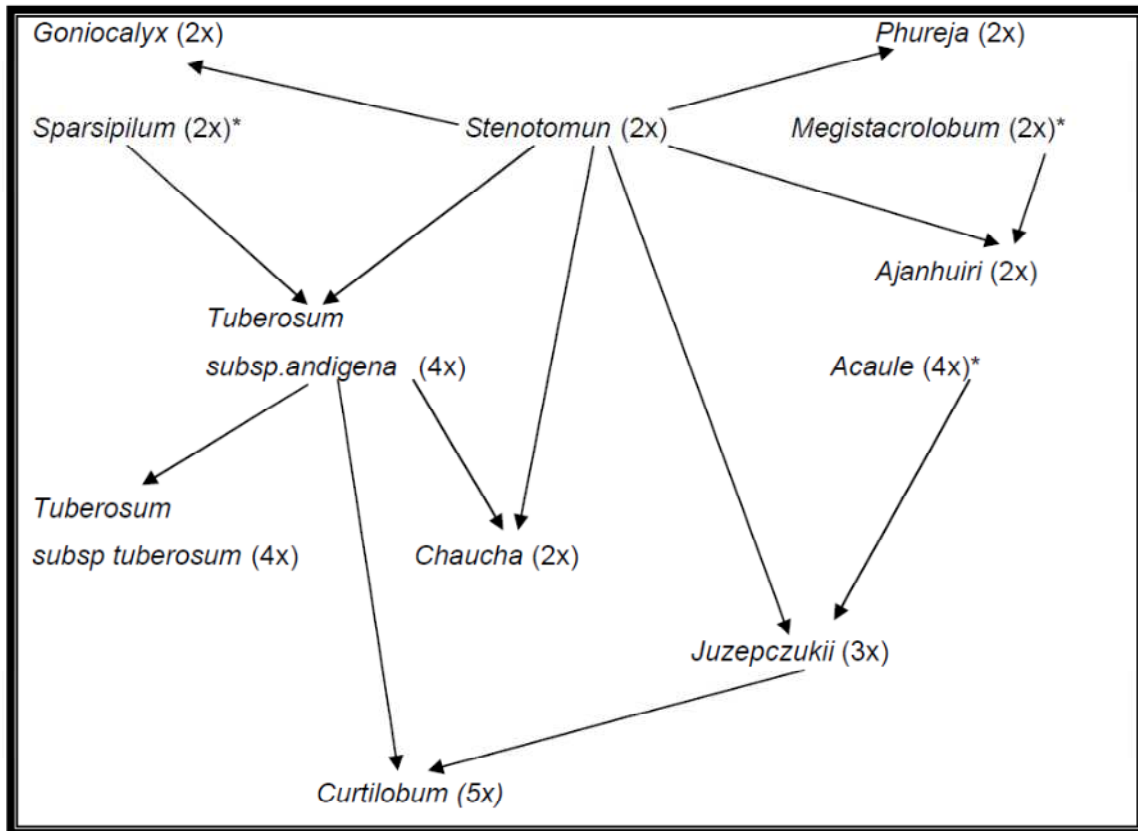 Goniocalyx (2x)
Phureja (2x)
Sparsipilum (2x)*
Stenotomun (2x)
Megistacrolobum (2x)*
Ajanhuiri (2x)
Tuberosum
subsp.andigena (4x)
Acaule (4x)*
Tuberosum
subsp tuberosum (4x)
Chaucha (2x)
Juzepczukii (3x)
Curtilobum (5x)